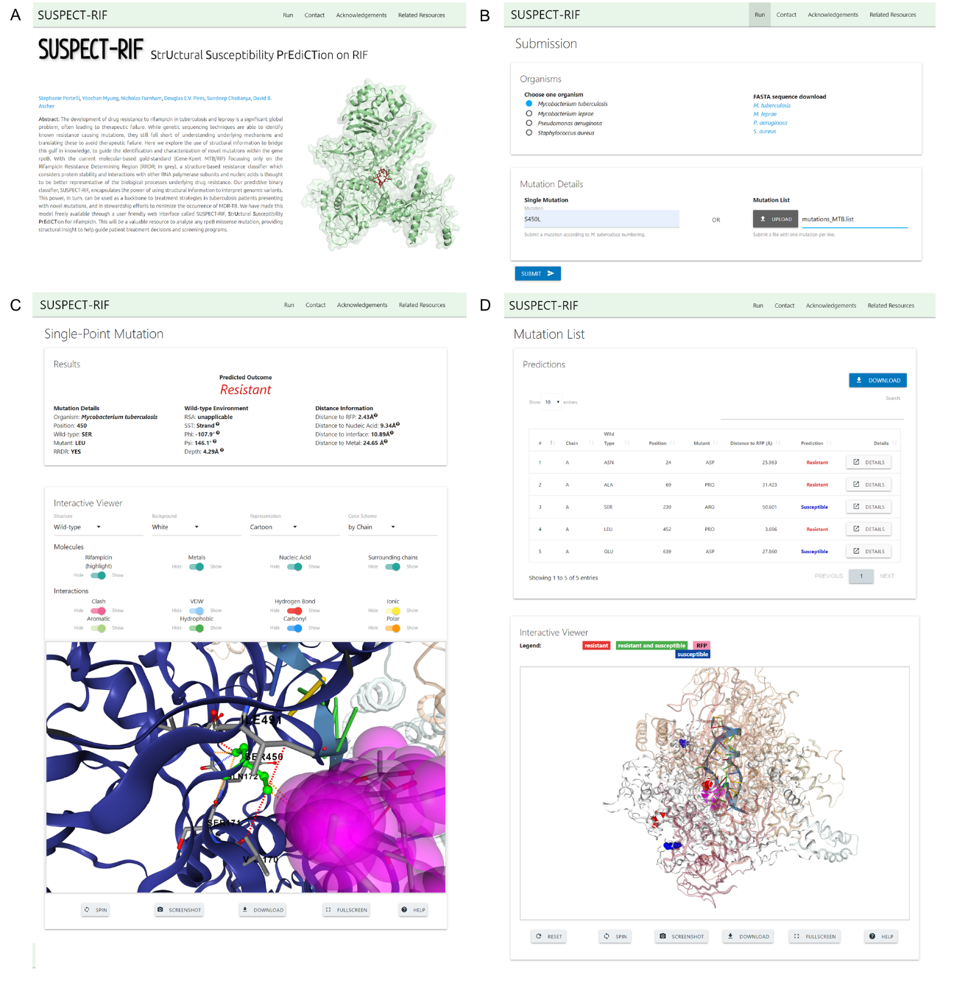 A
SUSPECT-RIF
Run Contact Acknowledgements Related Resources
SUSPECT-RIF StrUctural Susceptibility PrEdiCTion on RIF
Stephanie Portelli, Yoochan Myung, Nicholas Furnham, Douglas E.V. Pires, Sundeep Chaitanya, David B.
Ascher
Abstract: The development of drug resistance to rifampicin in tuberculosis and leprosy is a significant global
problem, often leading to therapeutic failure. While genetic sequencing techniques are able to identify
known resistance causing mutations, they still fall short of understanding underlying mechanisms and
translating these to avoid therapeutic failure. Here we explore the use of structural information to bridge
this gulf in knowledge, to guide the identification and characterization of novel mutations within the gene
rpoB. With the current molecular-based gold-standard (Gene-Xpert MTB/RIF) focussing only on the
Rifampicin Resistance Determining Region (RRDR; in grey), a structure-based resistance classifier which
considers protein stability and interactions with other RNA polymerase subunits and nucleic acids is thought
to be better representative of the biological processes underlying drug resistance. Our predictive binary
classifier, SUSPECT-RIF, encapsulates the power of using structural information to interpret genomic variants.
This power, in turn, can be used as a backbone to treatment strategies in tuberculosis patients presenting
with novel mutations, and in stewardship efforts to minimize the occurrence of MDR-TB. We have made this
model freely available through a user friendly web interface called SUSPECT-RIF, StrUctural Susceptibility
PrEdiCTion for rifampicin. This will be a valuable resource to analyse any rpoB missense mutation, providing
structural insight to help guide patient treatment decisions and screening programs.
B
SUSPECT-RIF
Run Contact Acknowledgements Related Resources
Submission
Organisms
Choose one organism
Mycobacterium tuberculosis
Mycobacterium leprae
Pseudomonas aeruginosa
Staphylococcus aureus
FASTA sequence download
M. tuberculosis
M. leprae
P. aeruginosa
S. aureus
Mutation Details
Single Mutation
Mutation
S450L
Submit a mutation according to M. tuberculosis numbering.
OR
Mutation List
UPLOAD mutations_MTB.list
Submit a file with one mutation per line.
SUBMIT
C
SUSPECT-RIF
Run Contact Acknowledgements Related Resources
Single-Point Mutation
Results
Predicted Outcome
Resistant
Mutation Details
Organism: Mycobacterium tuberculosis
Position: 450
Wild-type: SER
Mutant: LEU
RRDR: YES
Wild-type Environment
RSA: unapplicable
SST: Strand
Phi: -107.9°
Psi: 146.1°
Depth: 4.29Å
Distance Information
Distance to RFP: 2.43Å
Distance to Nucleic Acid: 9.34Å
Distance to interface: 10.89Å
Distance to Metal: 24.65 Å
Interactive Viewer
Structure Background Representation Color Scheme
Wild-type White Cartoon by Chain
Molecules
Rifampicin
(highlight)
Hide Show
Metals
Hide Show
Nucleic Acid
Hide Show
Surrounding chains
Hide Show
Interactions
Clash VDW Hydrogen Bond Ionic
Hide Show Hide Show Hide Show Hide Show
Aromatic Hydrophobic Carbonyl Polar
Hide Show Hide Show Hide Show Hide Show
ILE491
SER450
GLN172
SER171
170
SPIN SCREENSHOT DOWNLOAD FULLSCREEN HELP
D
SUSPECT-RIF
Run Contact Acknowledgements Related Resources
Mutation List
Predictions
DOWNLOAD
Show 10 entries
Search:
# Chain Wild Type Position Mutant Distance to RFP (Å) Prediction Details
1 A ASN 24 ASP 25.963 Resistant DETAILS
2 A ALA 69 PRO 31.423 Resistant DETAILS
3 A SER 239 ARG 50.601 Susceptible DETAILS
4 A LEU 452 PRO 3.696 Resistant DETAILS
5 A GLU 639 ASP 27.860 Susceptible DETAILS
Showing 1 to 5 of 5 entries
PREVIOUS 1 NEXT
Interactive Viewer
Legend: resistant resistant and susceptible RFP
susceptible
RESET SPIN SCREENSHOT DOWNLOAD FULLSCREEN HELP